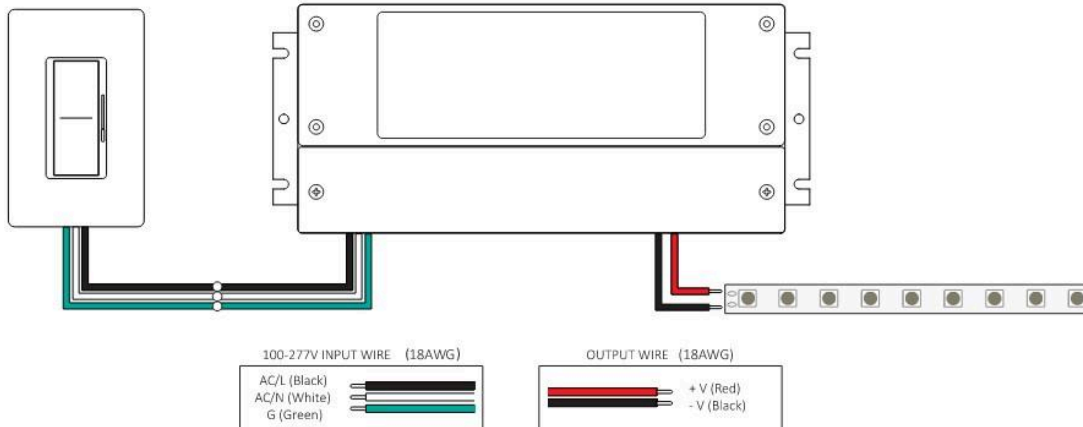 100-277V INPUT WIRE (18AWG)
AC/L (Black)
AC/N (White)
G (Green)
OUTPUT WIRE (18AWG)
+ V (Red)
- V (Black)